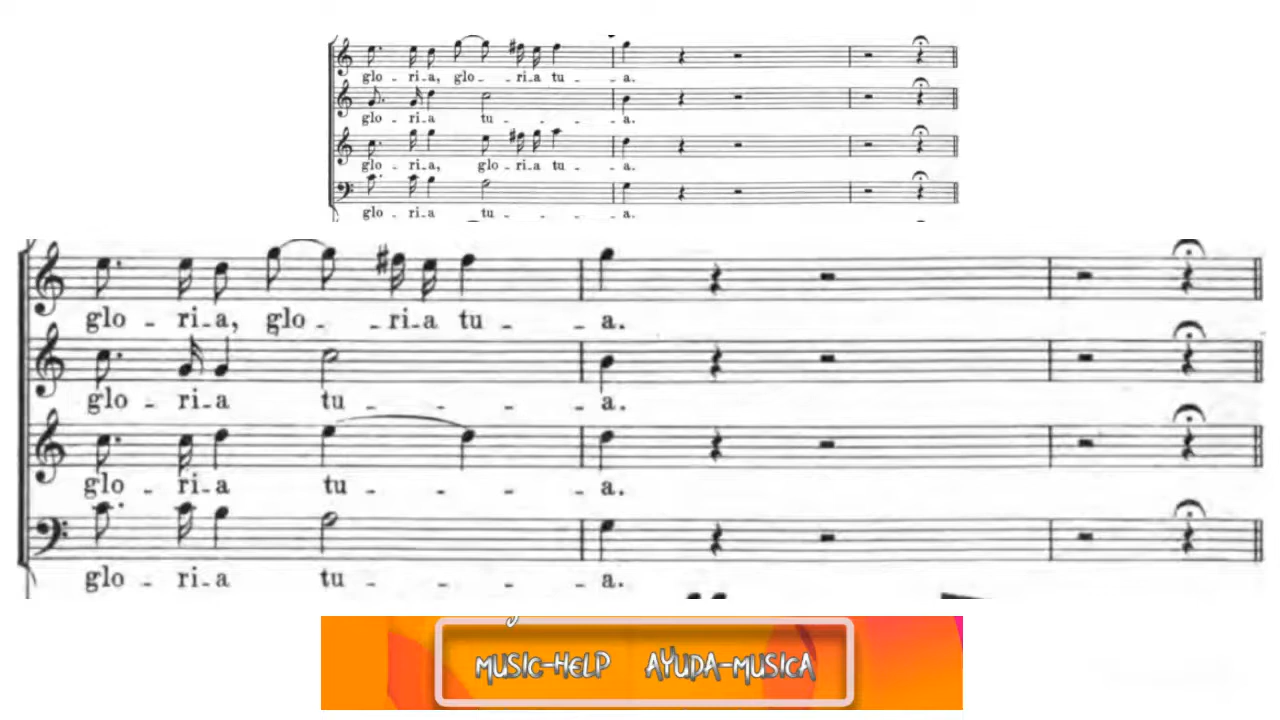 glo - ri-a, glo - - ri-a tu - - a.
glo - ri-a tu - - - - a.
glo - ri-a, glo - ri-a tu - - a.
glo - ri-a tu - - - - a.
glo - ri-a, glo - - ri-a tu - - a.
glo - ri-a tu - - - - a.
glo - ri-a tu - - - - a.
glo - ri-a tu - - - - a.
MUSIC-HELP AYUDA-MUSICA